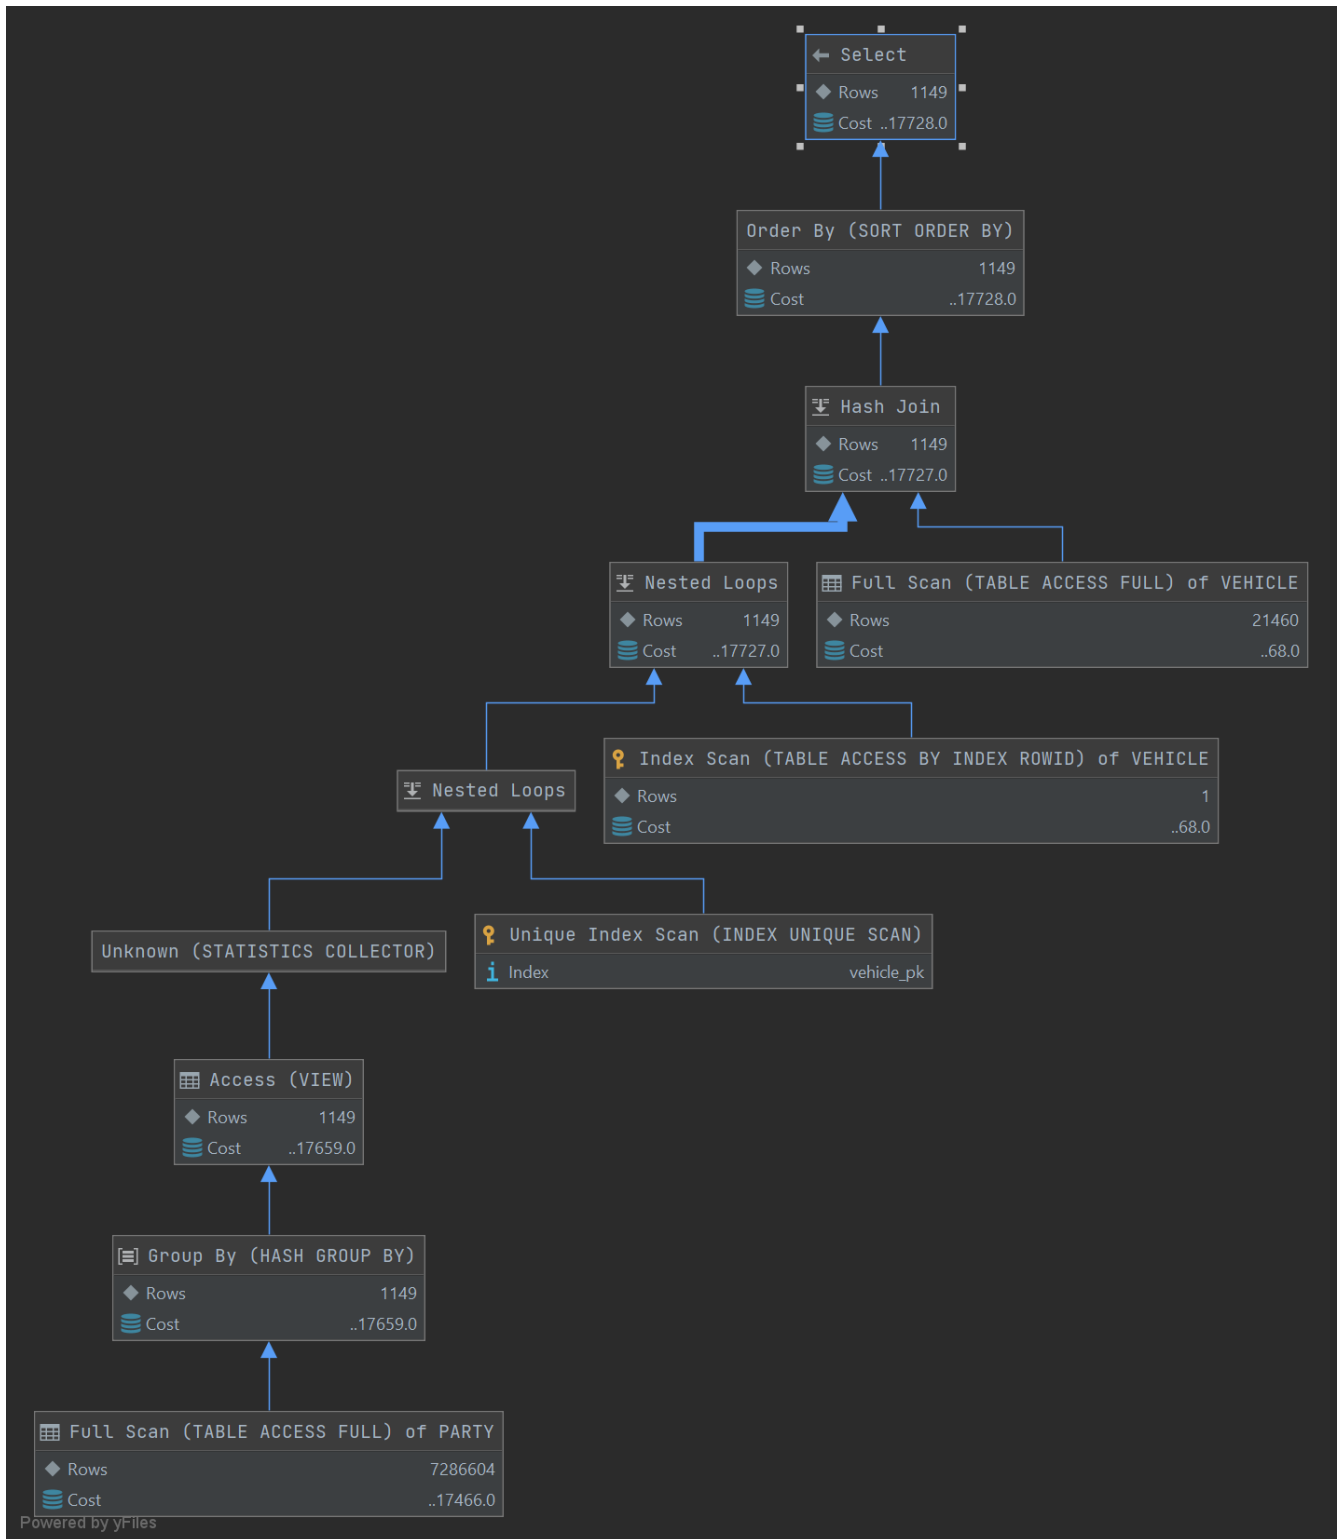 Select
Rows 1149
Cost ..17728.0
Order By (SORT ORDER BY)
Rows 1149
Cost ..17728.0
Hash Join
Rows 1149
Cost ..17727.0
Nested Loops
Rows 1149
Cost ..17727.0
Full Scan (TABLE ACCESS FULL) of VEHICLE
Rows 21460
Cost ..68.0
Nested Loops
Index Scan (TABLE ACCESS BY INDEX ROWID) of VEHICLE
Rows 1
Cost ..68.0
Unknown (STATISTICS COLLECTOR)
Unique Index Scan (INDEX UNIQUE SCAN)
Index vehicle_pk
Access (VIEW)
Rows 1149
Cost ..17659.0
Group By (HASH GROUP BY)
Rows 1149
Cost ..17659.0
Full Scan (TABLE ACCESS FULL) of PARTY
Rows 7286604
Cost ..17466.0
Powered by yFiles